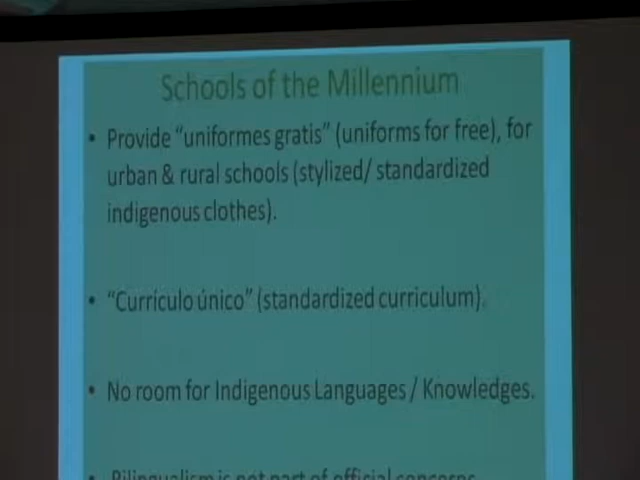 Schools of the Millennium
• Provide “uniformes gratis” (uniforms for free), for
urban & rural schools (stylized/ standardized
indigenous clothes).
• “Currículo único” (standardized curriculum).
• No room for Indigenous Languages / Knowledges.
• Bilingualism is not part of official concerns